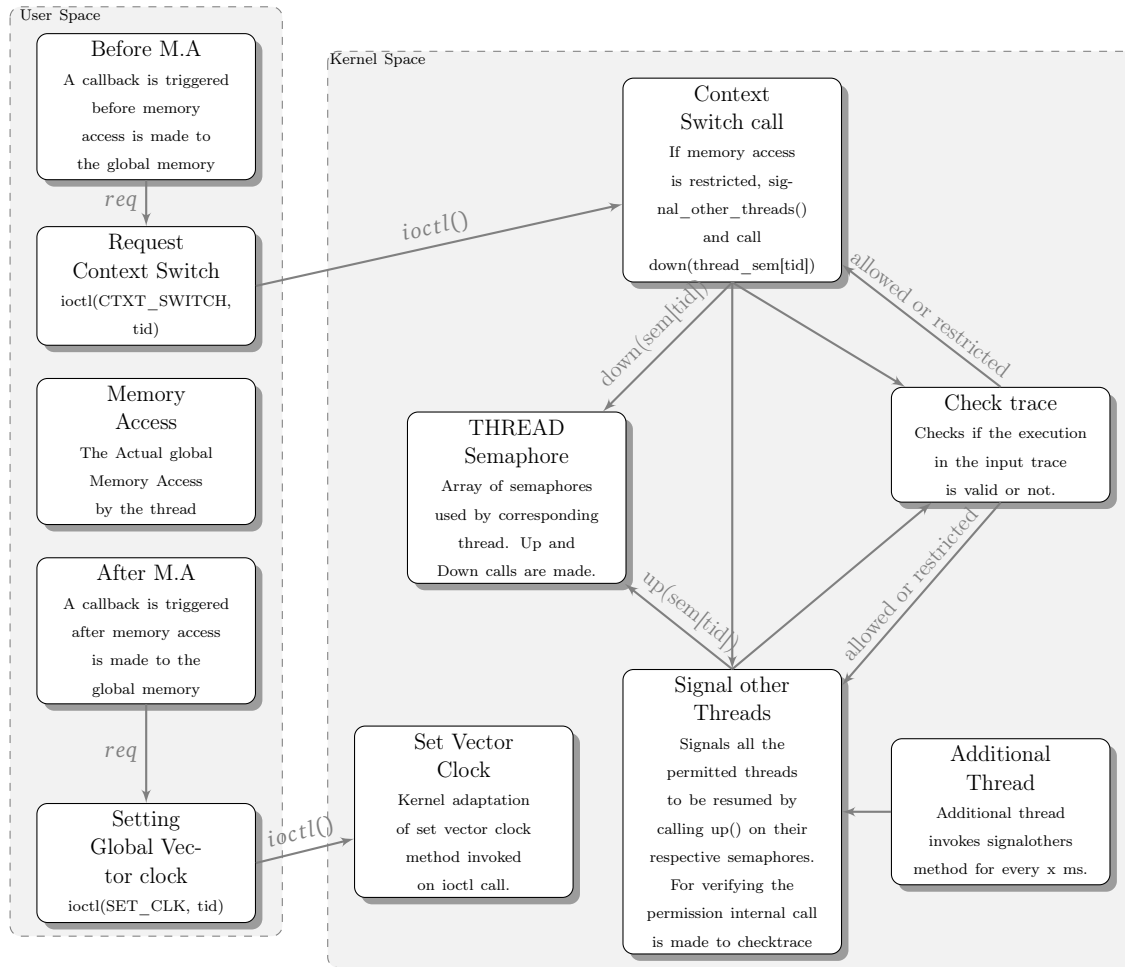 User Space
Before M.A
A callback is triggered
before memory
access is made to
the global memory
req
Request
Context Switch
ioctl(CTXT_SWITCH,
tid)
Memory
Access
The Actual global
Memory Access
by the thread
After M.A
A callback is triggered
after memory access
is made to the
global memory
req
Setting
Global Vec-
tor clock
ioctl(SET_CLK, tid)
ioctl()
ioctl()
Kernel Space
Context
Switch call
If memory access
is restricted, sig-
nal_other_threads()
and call
down(thread_sem[tid])
down(sem[tid])
allowed or restricted
THREAD
Semaphore
Array of semaphores
used by corresponding
thread. Up and
Down calls are made.
Check trace
Checks if the execution
in the input trace
is valid or not.
up(sem[tid])
allowed or restricted
Set Vector
Clock
Kernel adaptation
of set vector clock
method invoked
on ioctl call.
Signal other
Threads
Signals all the
permitted threads
to be resumed by
calling up() on their
respective semaphores.
For verifying the
permission internal call
is made to checktrace
Additional
Thread
Additional thread
invokes signalothers
method for every x ms.